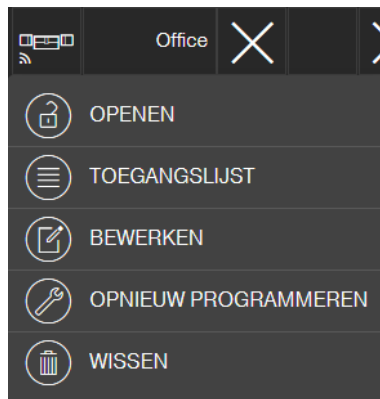 Office
OPENEN
TOEGANGSLIJST
BEWERKEN
OPNIEUW PROGRAMMEREN
WISSEN